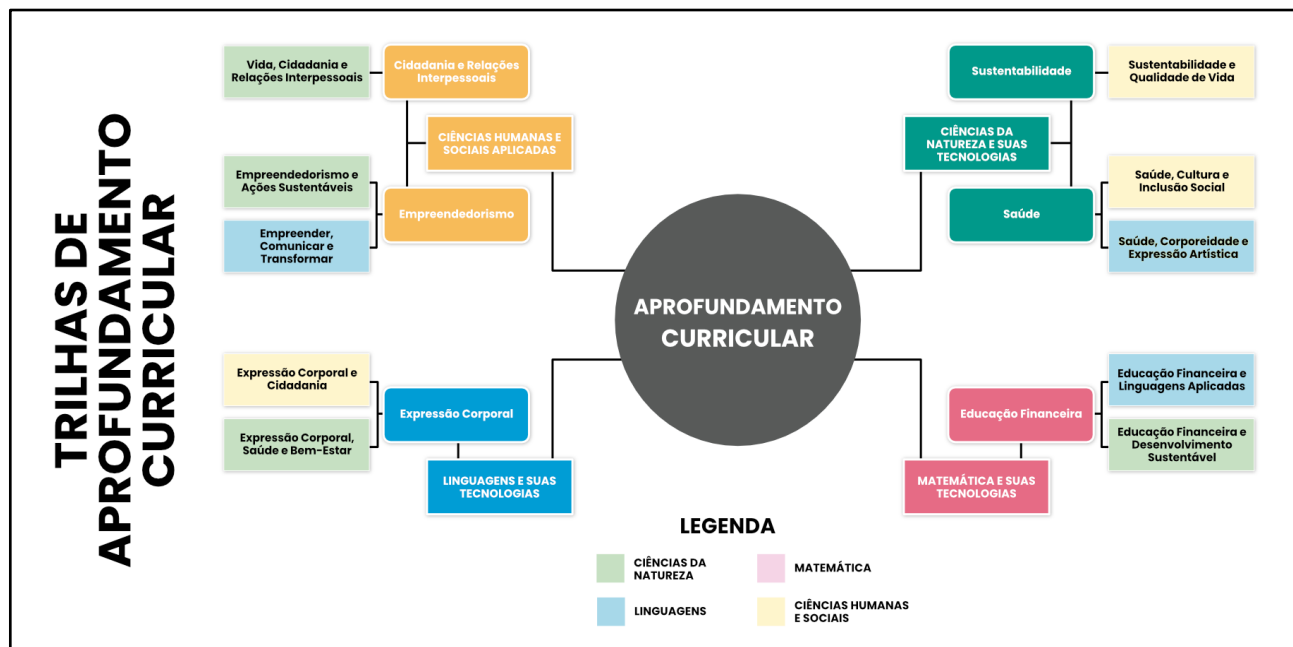 TRILHAS DE
APROFUNDAMENTO
CURRICULAR
Vida, Cidadania e
Relações Interpessoais
Cidadania e Relações
Interpessoais
CIÊNCIAS HUMANAS E
SOCIAIS APLICADAS
Empreendedorismo e
Ações Sustentáveis
Empreendedorismo
Empreender,
Comunicar e
Transformar
Sustentabilidade
Sustentabilidade e
Qualidade de Vida
CIÊNCIAS DA
NATUREZA E SUAS
TECNOLOGIAS
Saúde, Cultura e
Inclusão Social
Saúde
Saúde, Corporeidade e
Expressão Artística
APROFUNDAMENTO
CURRICULAR
Expressão Corporal e
Cidadania
Expressão Corporal
Expressão Corporal,
Saúde e Bem-Estar
LINGUAGENS E SUAS
TECNOLOGIAS
Educação Financeira e
Linguagens Aplicadas
Educação Financeira
Educação Financeira e
Desenvolvimento
Sustentável
MATEMÁTICA E SUAS
TECNOLOGIAS
LEGENDA
CIÊNCIAS DA
NATUREZA
MATEMÁTICA
LINGUAGENS
CIÊNCIAS HUMANAS
E SOCIAIS